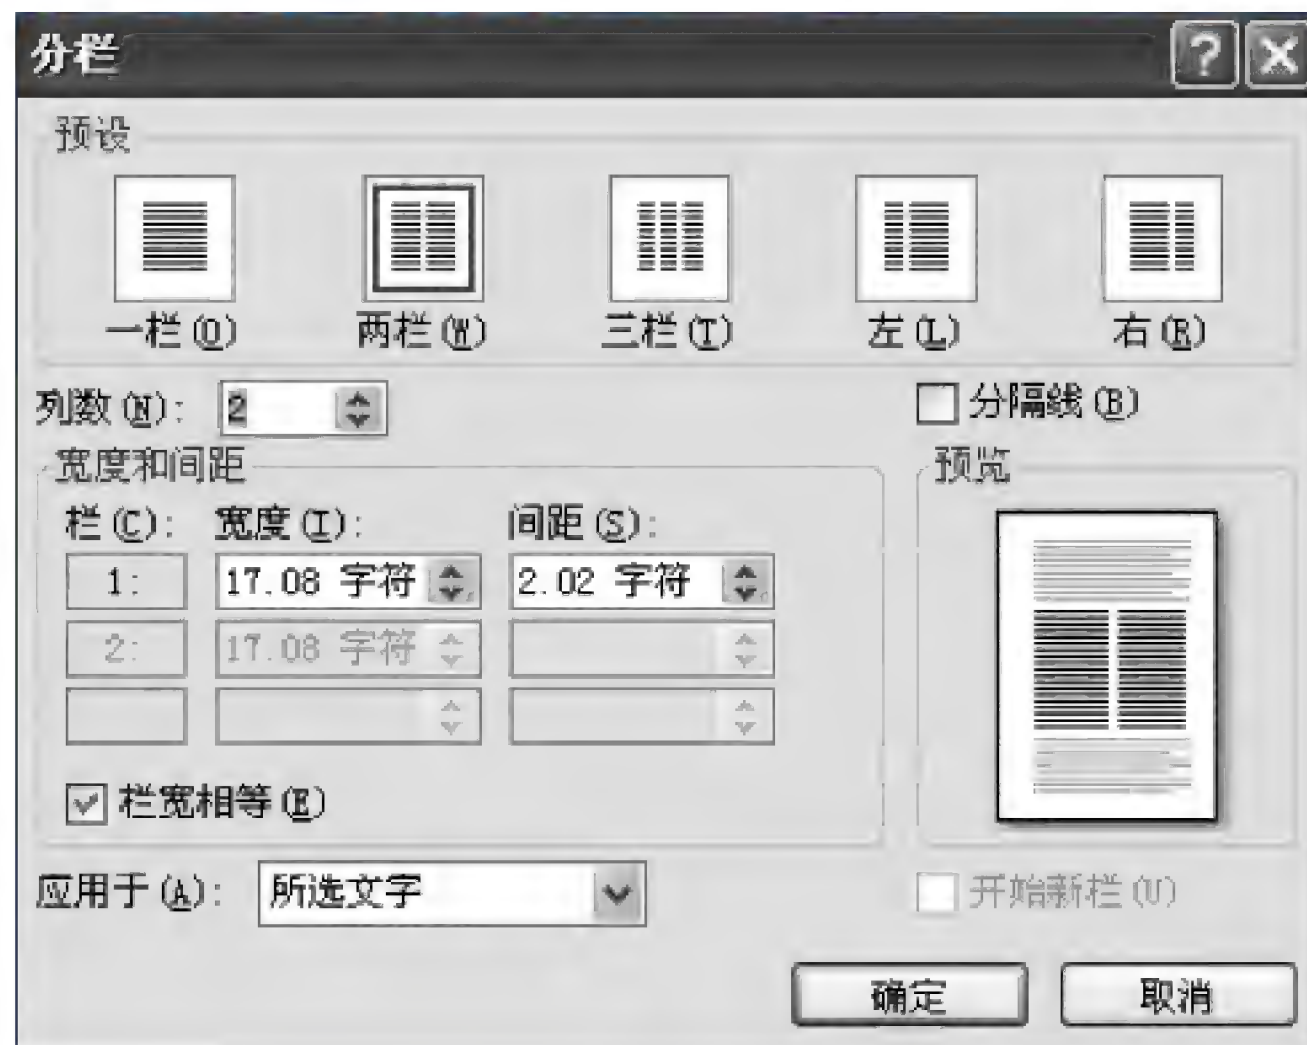 分栏
预设
一栏(O) 两栏(W) 三栏(T) 左(L) 右(R)
列数(N): 2 分隔线(B)
宽度和间距 预览
栏(C): 宽度(I): 间距(S):
1: 17.08 字符 2.02 字符
2: 17.08 字符
栏宽相等(E)
应用于(A): 所选文字 开始新栏(U)
确定 取消